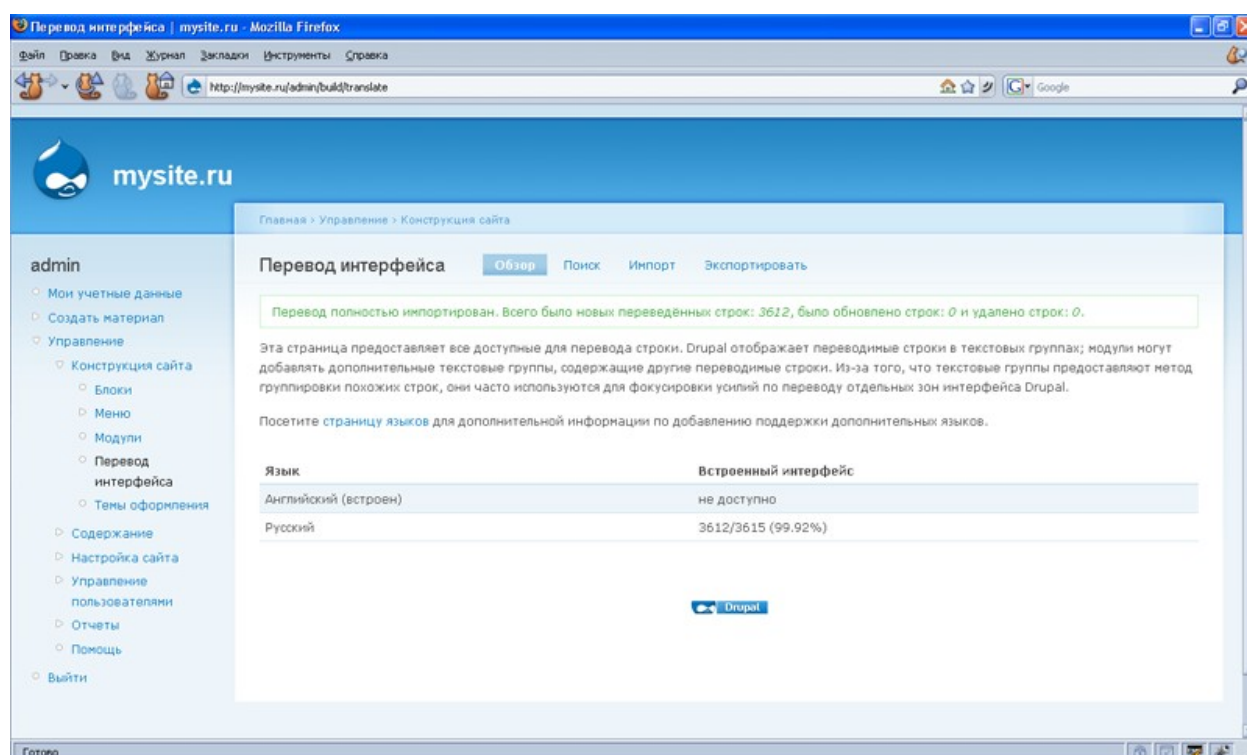 Перевод интерфейса | mysite.ru - Mozilla Firefox
Файл Правка Вид Журнал Закладки Инструменты Справка
http://mysite.ru/admin/build/translate Google
mysite.ru
Главная › Управление › Конструкция сайта
admin
Перевод интерфейса Обзор Поиск Импорт Экспортировать
Мои учетные данные
Создать материал
Управление
Конструкция сайта
Блоки
Меню
Модули
Перевод
интерфейса
Темы оформления
Содержание
Настройка сайта
Управление
пользователями
Отчеты
Помощь
Выйти
Перевод полностью импортирован. Всего было новых переведённых строк: 3612, было обновлено строк: 0 и удалено строк: 0.
Эта страница предоставляет все доступные для перевода строки. Drupal отображает переводимые строки в текстовых группах; модули могут
добавлять дополнительные текстовые группы, содержащие другие переводимые строки. Из-за того, что текстовые группы предоставляют метод
группировки похожих строк, они часто используются для фокусировки усилий по переводу отдельных зон интерфейса Drupal.
Посетите страницу языков для дополнительной информации по добавлению поддержки дополнительных языков.
Язык Встроенный интерфейс
Английский (встроен) не доступно
Русский 3612/3615 (99.92%)
Drupal
Готово